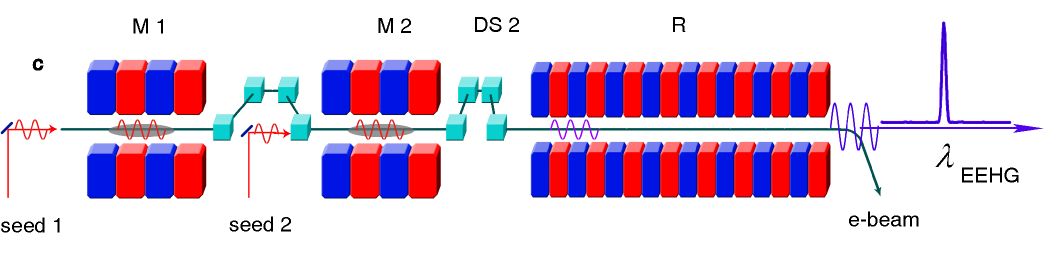 M 1
M 2
DS 2
R
c
λ EEHG
seed 1
seed 2
e-beam